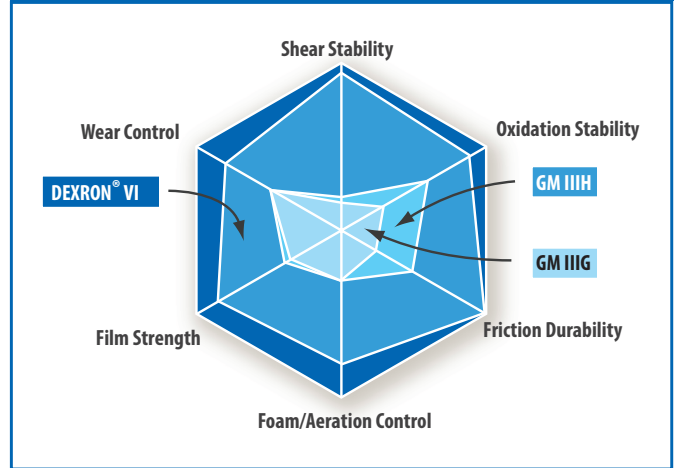 Shear Stability
Wear Control
Oxidation Stability
DEXRON® VI
GM IIIH
GM IIIG
Film Strength
Friction Durability
Foam/Aeration Control